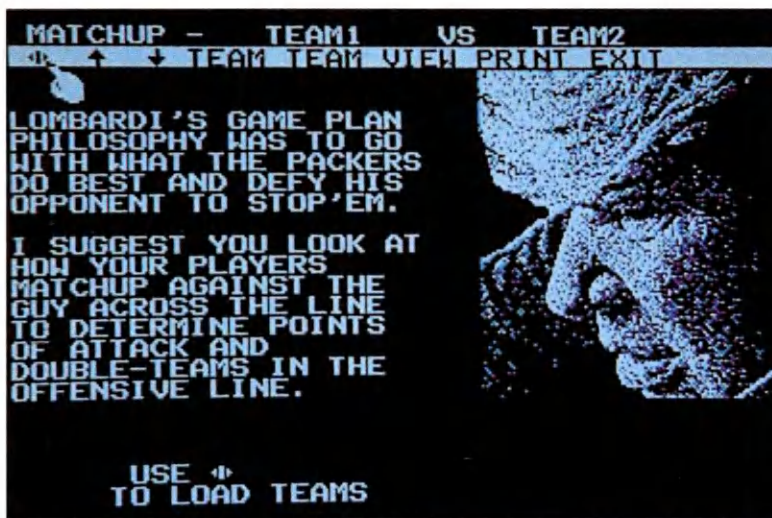 MATCHUP - TEAM1 VS TEAM2
TEAM TEAM VIEW PRINT EXIT
LOMBARDI'S GAME PLAN
PHILOSOPHY WAS TO GO
WITH WHAT THE PACKERS
DO BEST AND DEFY HIS
OPPONENT TO STOP'EM.
I SUGGEST YOU LOOK AT
HOW YOUR PLAYERS
MATCHUP AGAINST THE
GUY ACROSS THE LINE
TO DETERMINE POINTS
OF ATTACK AND
DOUBLE-TEAMS IN THE
OFFENSIVE LINE.
USE
TO LOAD TEAMS